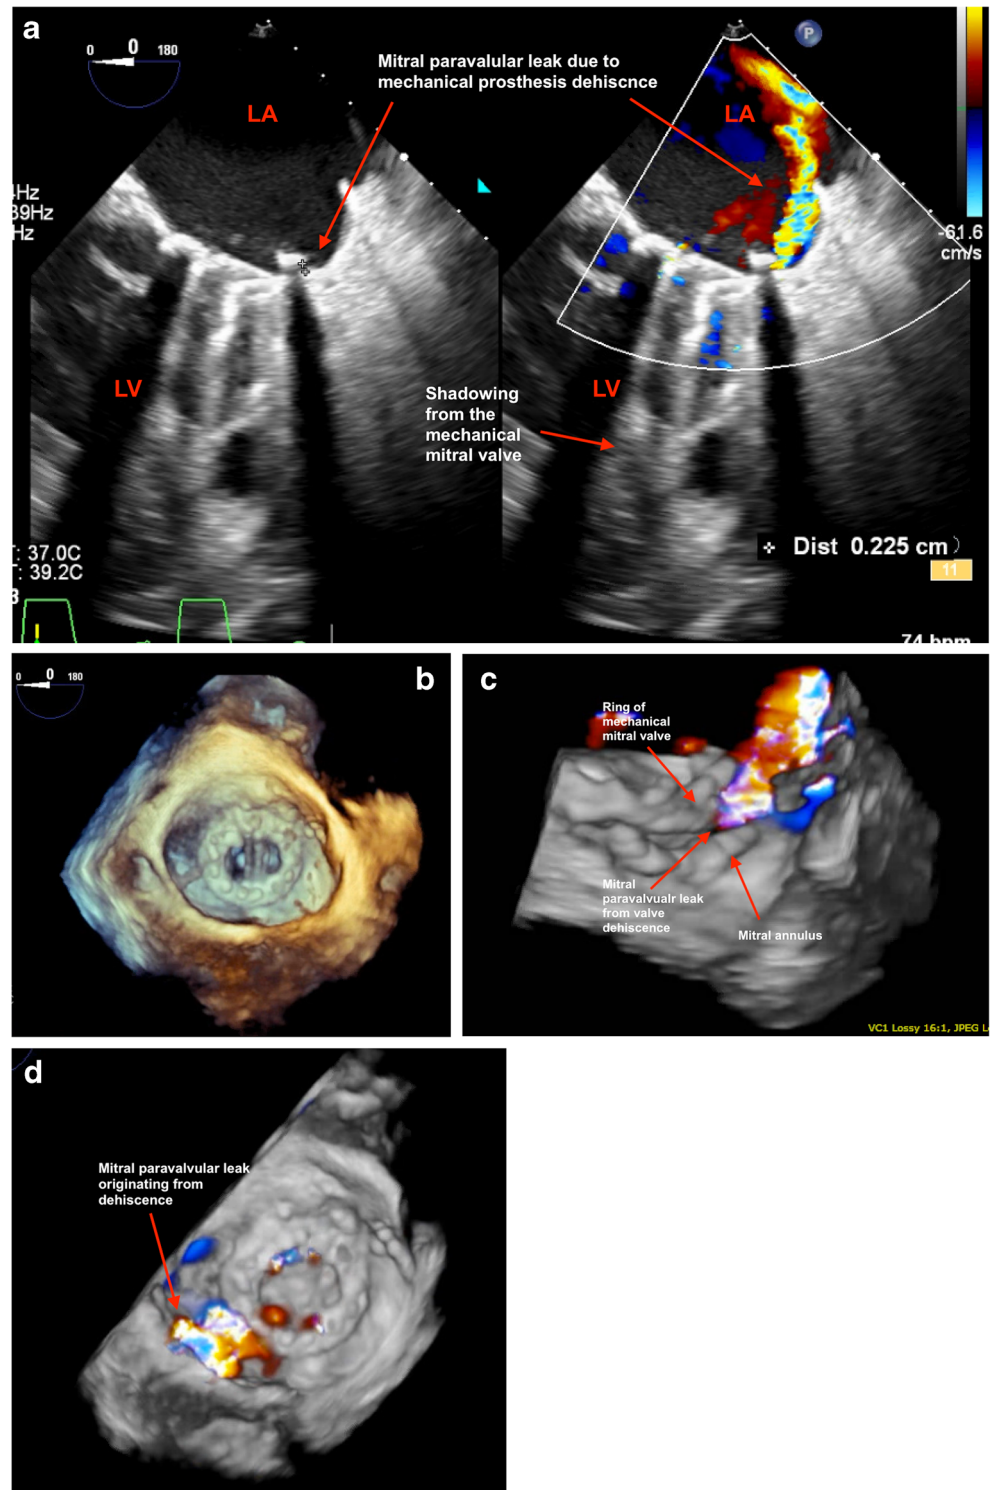 a
0 0 180
P
Mitral paravalular leak due to
mechanical prosthesis dehiscnce
LA
LA
Hz
39Hz
Hz
-61.6
cm/s
LV
LV
Shadowing
from the
mechanical
mitral valve
Dist 0.225 cm
11
: 37.0C
: 39.2C
74 bpm
0 0 180
b
c
Ring of
mechanical
mitral valve
Mitral
paravalvualr leak
from valve
dehiscence
Mitral annulus
VC1 Lossy 16:1, JPEG L
d
Mitral paravalvular leak
originating from
dehiscence